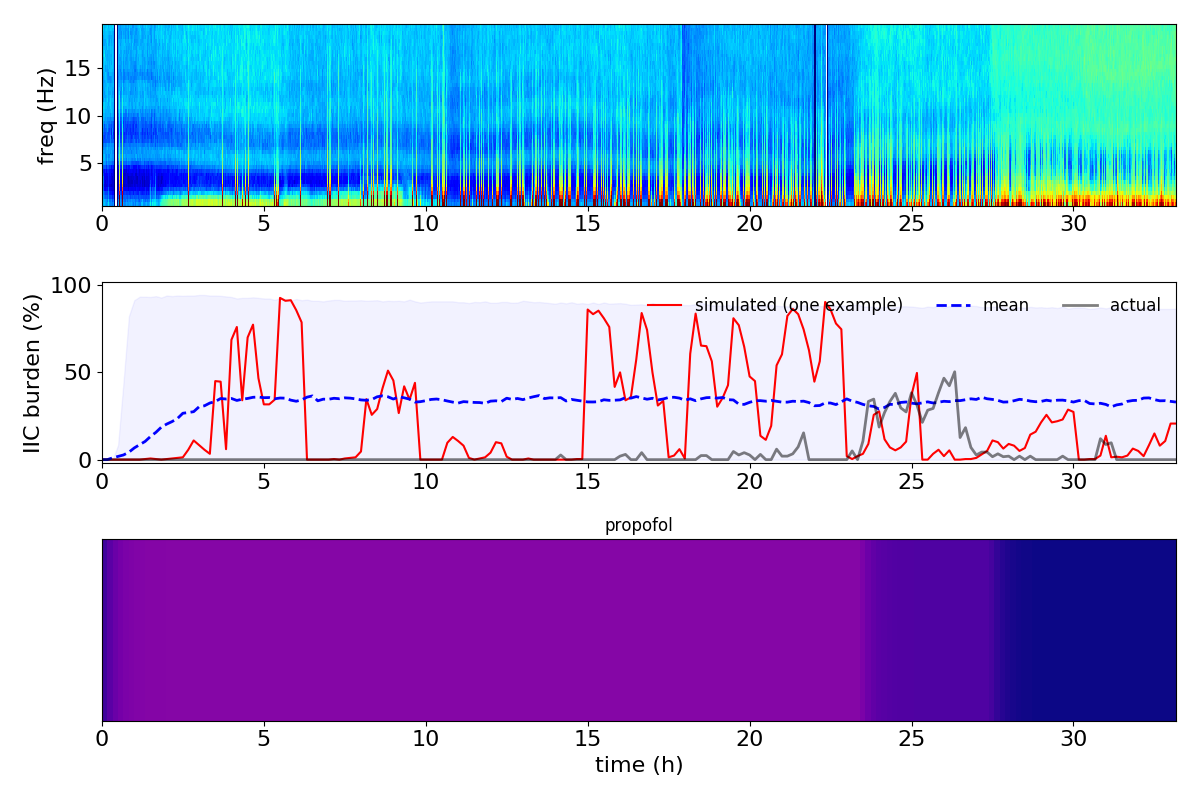 freq (Hz)
15
10
5
0 5 10 15 20 25 30
IIC burden (%)
100
50
0
simulated (one example) mean actual
0 5 10 15 20 25 30
propofol
0 5 10 15 20 25 30
time (h)